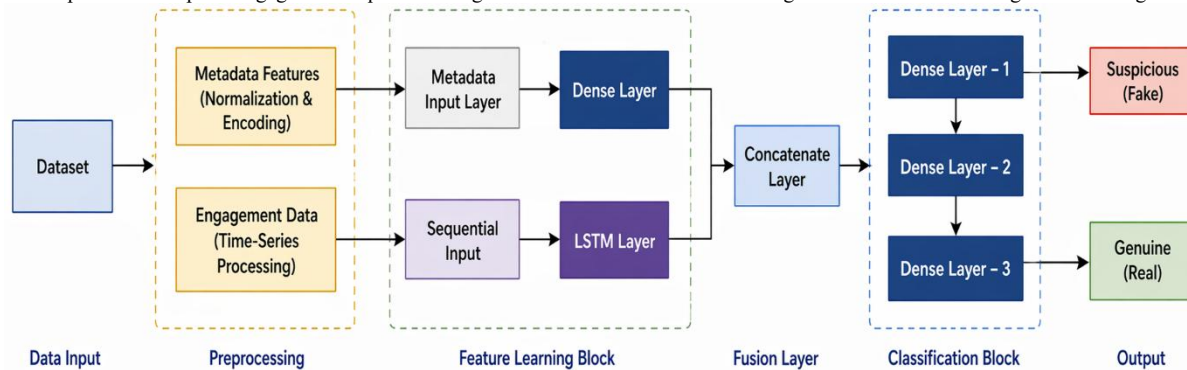 Dataset
Metadata Features
(Normalization &
Encoding)
Engagement Data
(Time-Series
Processing)
Metadata
Input Layer
Dense Layer
Sequential
Input
LSTM Layer
Concatenate
Layer
Dense Layer – 1
Dense Layer – 2
Dense Layer – 3
Suspicious
(Fake)
Genuine
(Real)
Data Input
Preprocessing
Feature Learning Block
Fusion Layer
Classification Block
Output